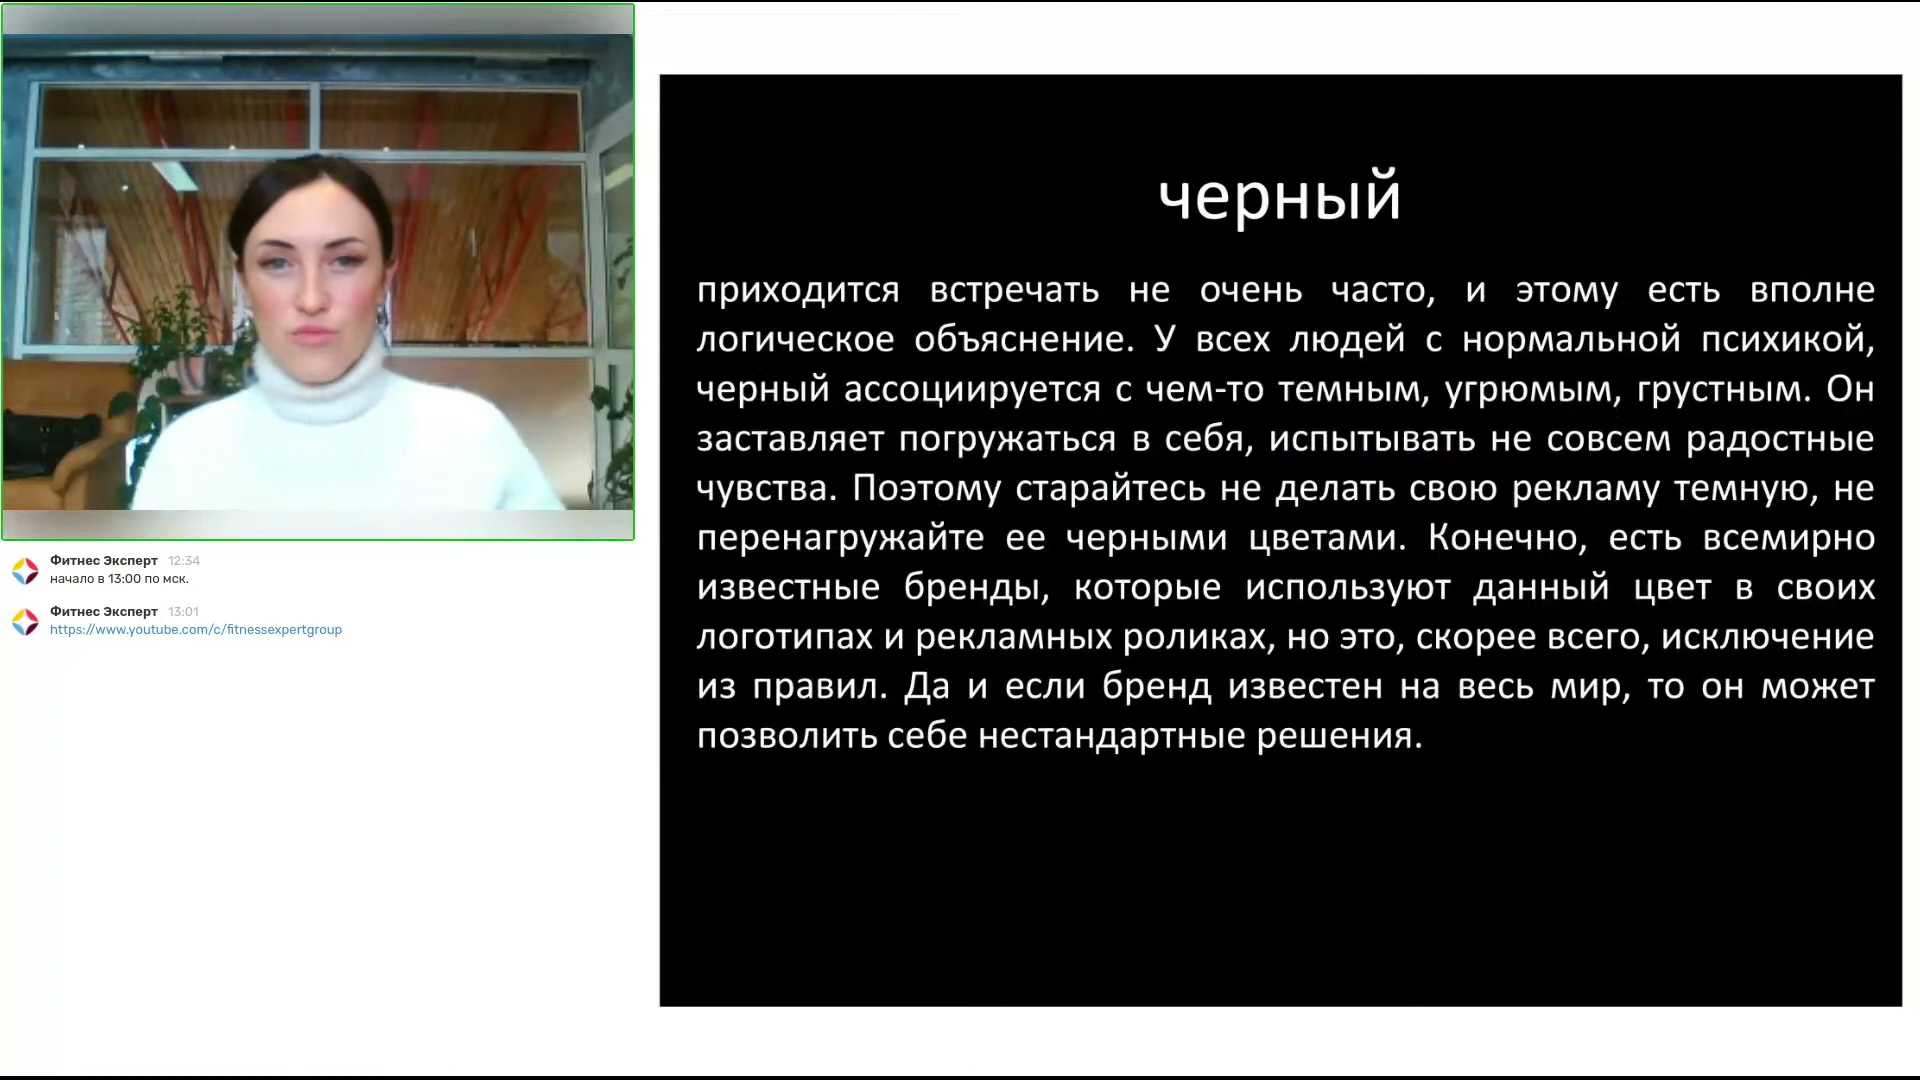 Фитнес Эксперт 12:34
начало в 13:00 по мск.
Фитнес Эксперт 13:01
https://www.youtube.com/c/fitnessexpertgroup
черный
приходится встречать не очень часто, и этому есть вполне
логическое объяснение. У всех людей с нормальной психикой,
черный ассоциируется с чем-то темным, угрюмым, грустным. Он
заставляет погружаться в себя, испытывать не совсем радостные
чувства. Поэтому старайтесь не делать свою рекламу темную, не
перенагружайте ее черными цветами. Конечно, есть всемирно
известные бренды, которые используют данный цвет в своих
логотипах и рекламных роликах, но это, скорее всего, исключение
из правил. Да и если бренд известен на весь мир, то он может
позволить себе нестандартные решения.